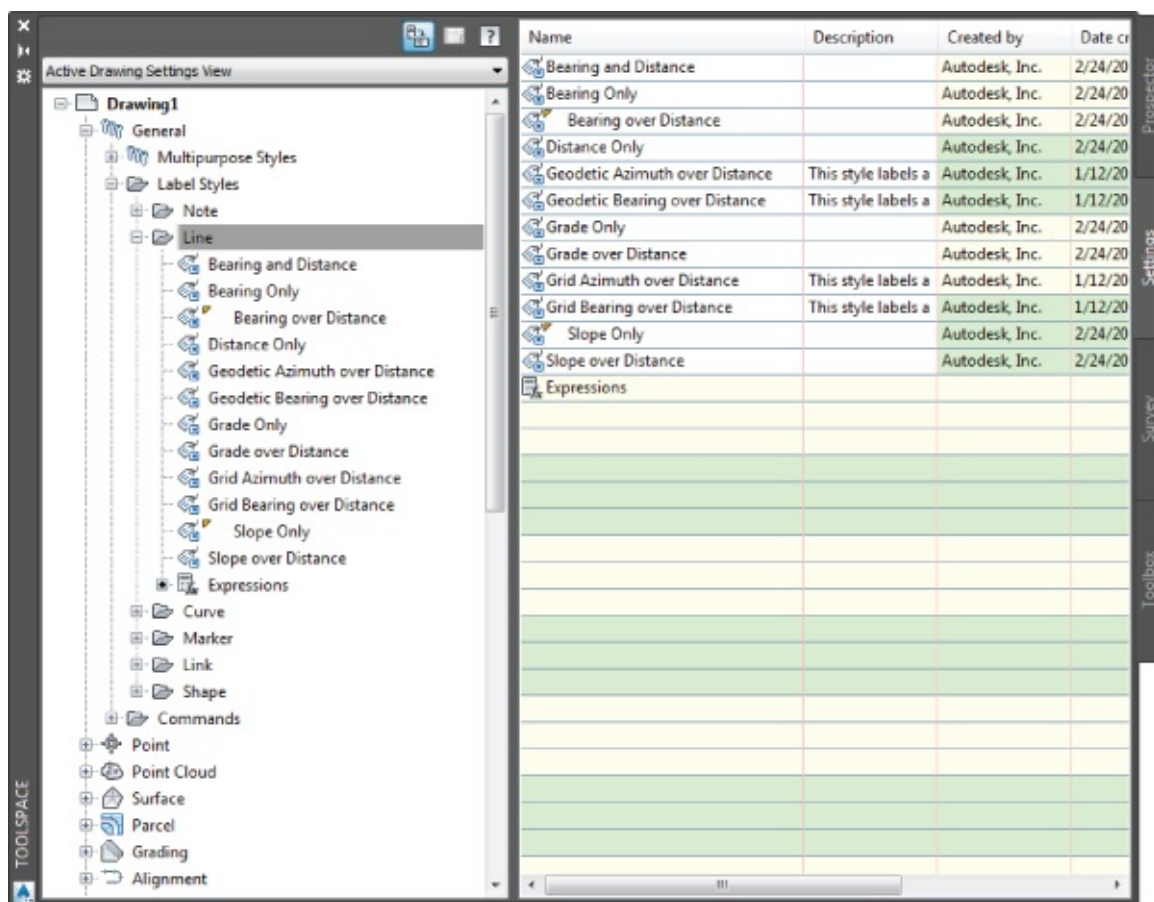 Active Drawing Settings View
Drawing1
General
Multipurpose Styles
Label Styles
Note
Line
Bearing and Distance
Bearing Only
Bearing over Distance
Distance Only
Geodetic Azimuth over Distance
Geodetic Bearing over Distance
Grade Only
Grade over Distance
Grid Azimuth over Distance
Grid Bearing over Distance
Slope Only
Slope over Distance
Expressions
Curve
Marker
Link
Shape
Commands
Point
Point Cloud
Surface
Parcel
Grading
Alignment
TOOLSPACE
Name Description Created by Date cr
Bearing and Distance Autodesk, Inc. 2/24/20
Bearing Only Autodesk, Inc. 2/24/20
Bearing over Distance Autodesk, Inc. 2/24/20
Distance Only Autodesk, Inc. 2/24/20
Geodetic Azimuth over Distance This style labels a Autodesk, Inc. 1/12/20
Geodetic Bearing over Distance This style labels a Autodesk, Inc. 1/12/20
Grade Only Autodesk, Inc. 2/24/20
Grade over Distance Autodesk, Inc. 2/24/20
Grid Azimuth over Distance This style labels a Autodesk, Inc. 1/12/20
Grid Bearing over Distance This style labels a Autodesk, Inc. 1/12/20
Slope Only Autodesk, Inc. 2/24/20
Slope over Distance Autodesk, Inc. 2/24/20
Expressions
Prospector
Settings
Survey
Toolbox